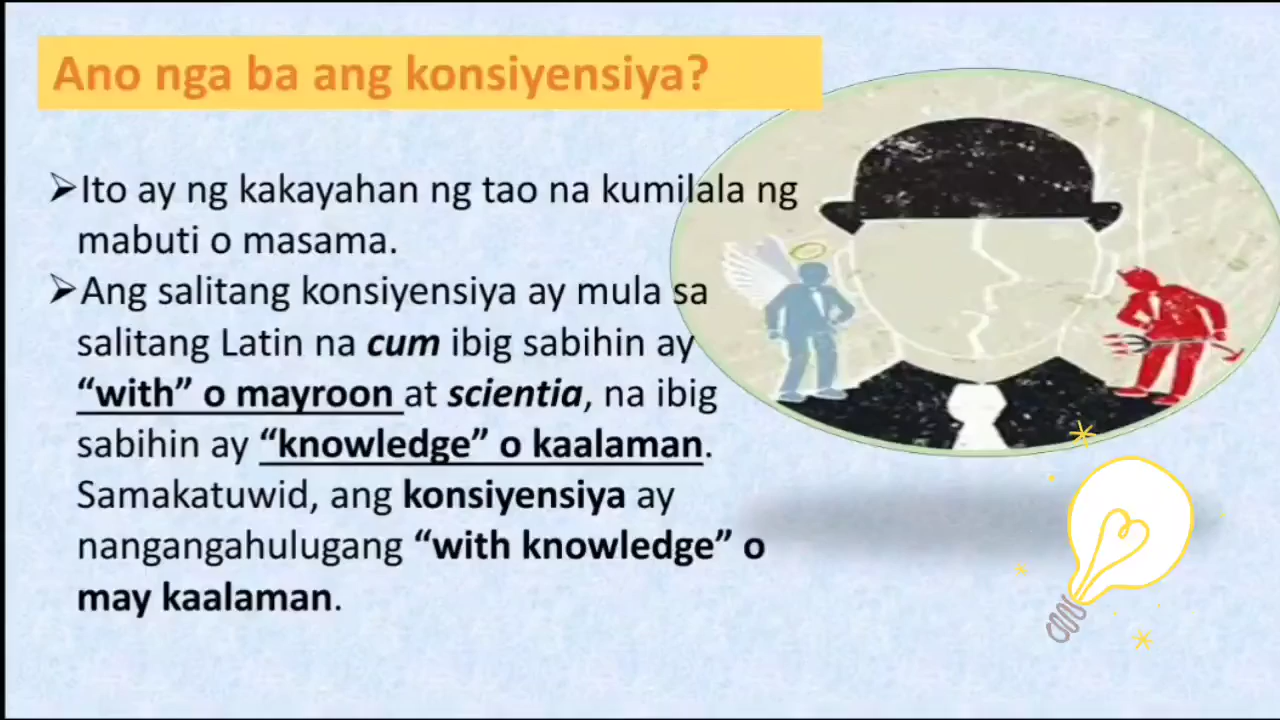 Ano nga ba ang konsiyensiya?
➢Ito ay ng kakayahan ng tao na kumilala ng
mabuti o masama.
➢Ang salitang konsiyensiya ay mula sa
salitang Latin na cum ibig sabihin ay
“with” o mayroon at scientia, na ibig
sabihin ay “knowledge” o kaalaman.
Samakatuwid, ang konsiyensiya ay
nangangahulugang “with knowledge” o
may kaalaman.